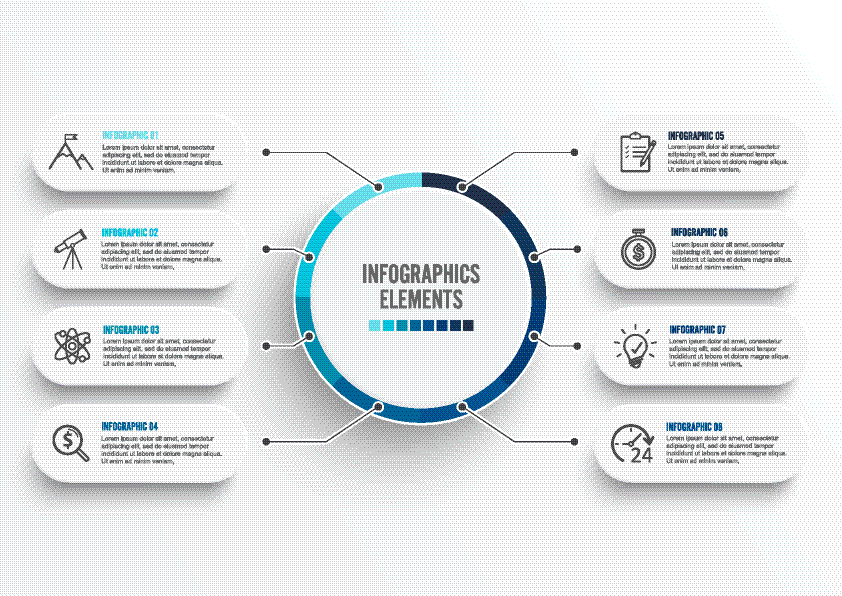 INFOGRAPHIC 01
Lorem ipsum dolor sit amet, consectetur
adipiscing elit, sed do eiusmod tempor
incididunt ut labore et dolore magna aliqua.
Ut enim ad minim veniam,
INFOGRAPHIC 02
Lorem ipsum dolor sit amet, consectetur
adipiscing elit, sed do eiusmod tempor
incididunt ut labore et dolore magna aliqua.
Ut enim ad minim veniam,
INFOGRAPHIC 03
Lorem ipsum dolor sit amet, consectetur
adipiscing elit, sed do eiusmod tempor
incididunt ut labore et dolore magna aliqua.
Ut enim ad minim veniam,
INFOGRAPHIC 04
Lorem ipsum dolor sit amet, consectetur
adipiscing elit, sed do eiusmod tempor
incididunt ut labore et dolore magna aliqua.
Ut enim ad minim veniam,
$
INFOGRAPHICS
ELEMENTS
INFOGRAPHIC 05
Lorem ipsum dolor sit amet, consectetur
adipiscing elit, sed do eiusmod tempor
incididunt ut labore et dolore magna aliqua.
Ut enim ad minim veniam.
INFOGRAPHIC 06
Lorem ipsum dolor sit amet, consectetur
adipiscing elit, sed do eiusmod tempor
incididunt ut labore et dolore magna aliqua.
Ut enim ad minim veniam,
$
INFOGRAPHIC 07
Lorem ipsum dolor sit amet, consectetur
adipiscing elit, sed do eiusmod tempor
incididunt ut labore et dolore magna aliqua.
Ut enim ad minim veniam,
INFOGRAPHIC 08
Lorem ipsum dolor sit amet, consectetur
adipiscing elit, sed do eiusmod tempor
incididunt ut labore et dolore magna aliqua.
Ut enim ad minim veniam,
24